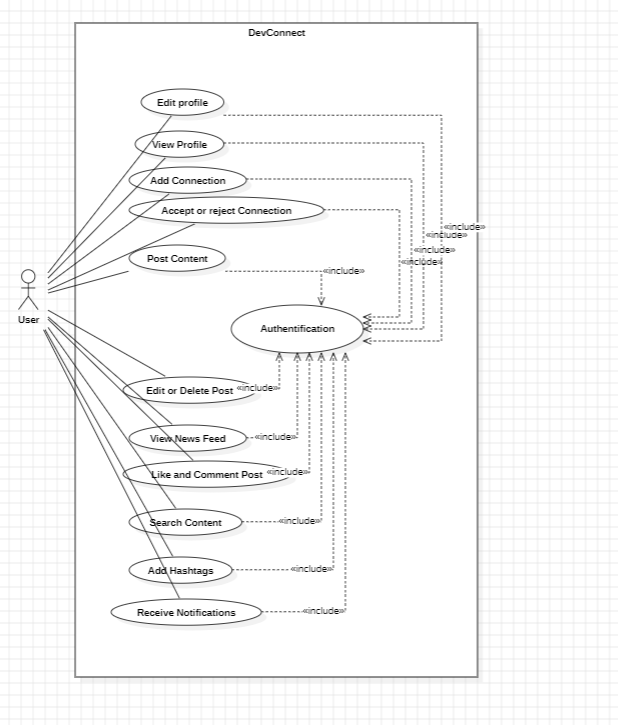 DevConnect
Edit profile
View Profile
Add Connection
Accept or reject Connection
«include»
«include»
«include»
«include»
Post Content
«include»
User
Authentification
Edit or Delete Post
«include»
View News Feed
«include»
Like and Comment Post
«include»
Search Content
«include»
Add Hashtags
«include»
Receive Notifications
«include»